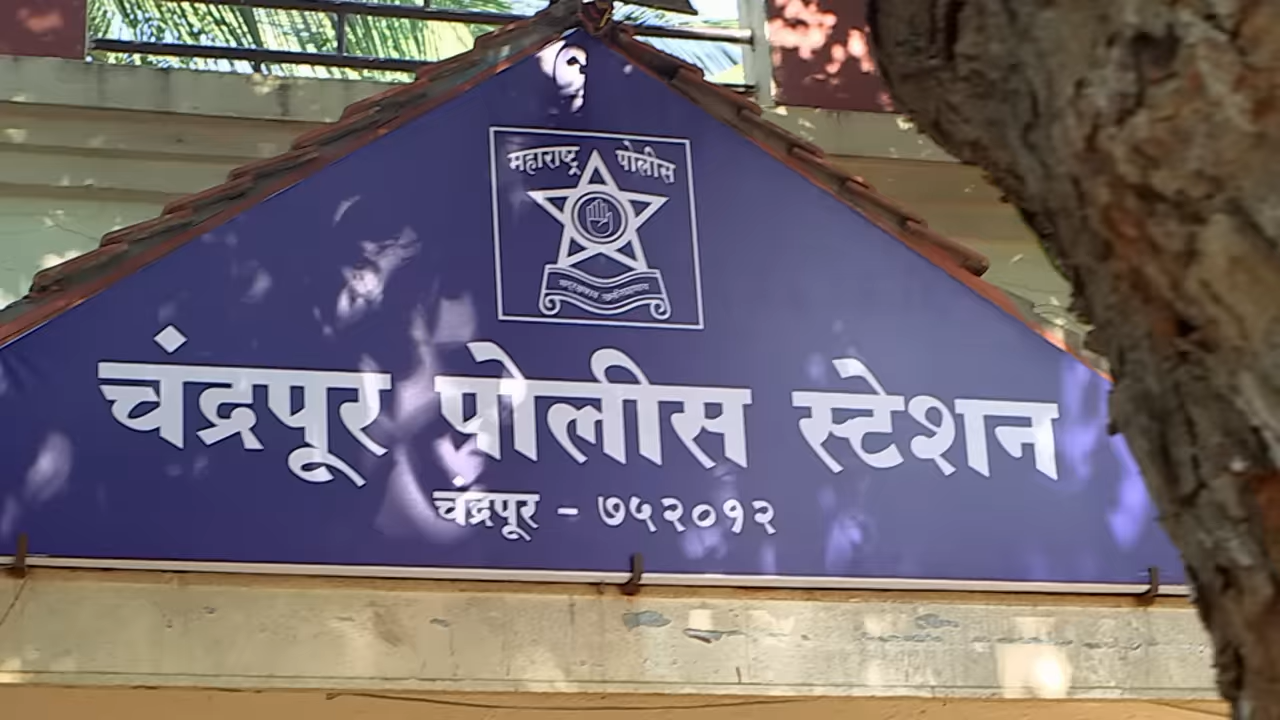 महाराष्ट्र पोलीस
चंद्रपूर पोलीस स्टेशन
चंद्रपूर - ७५२०१२